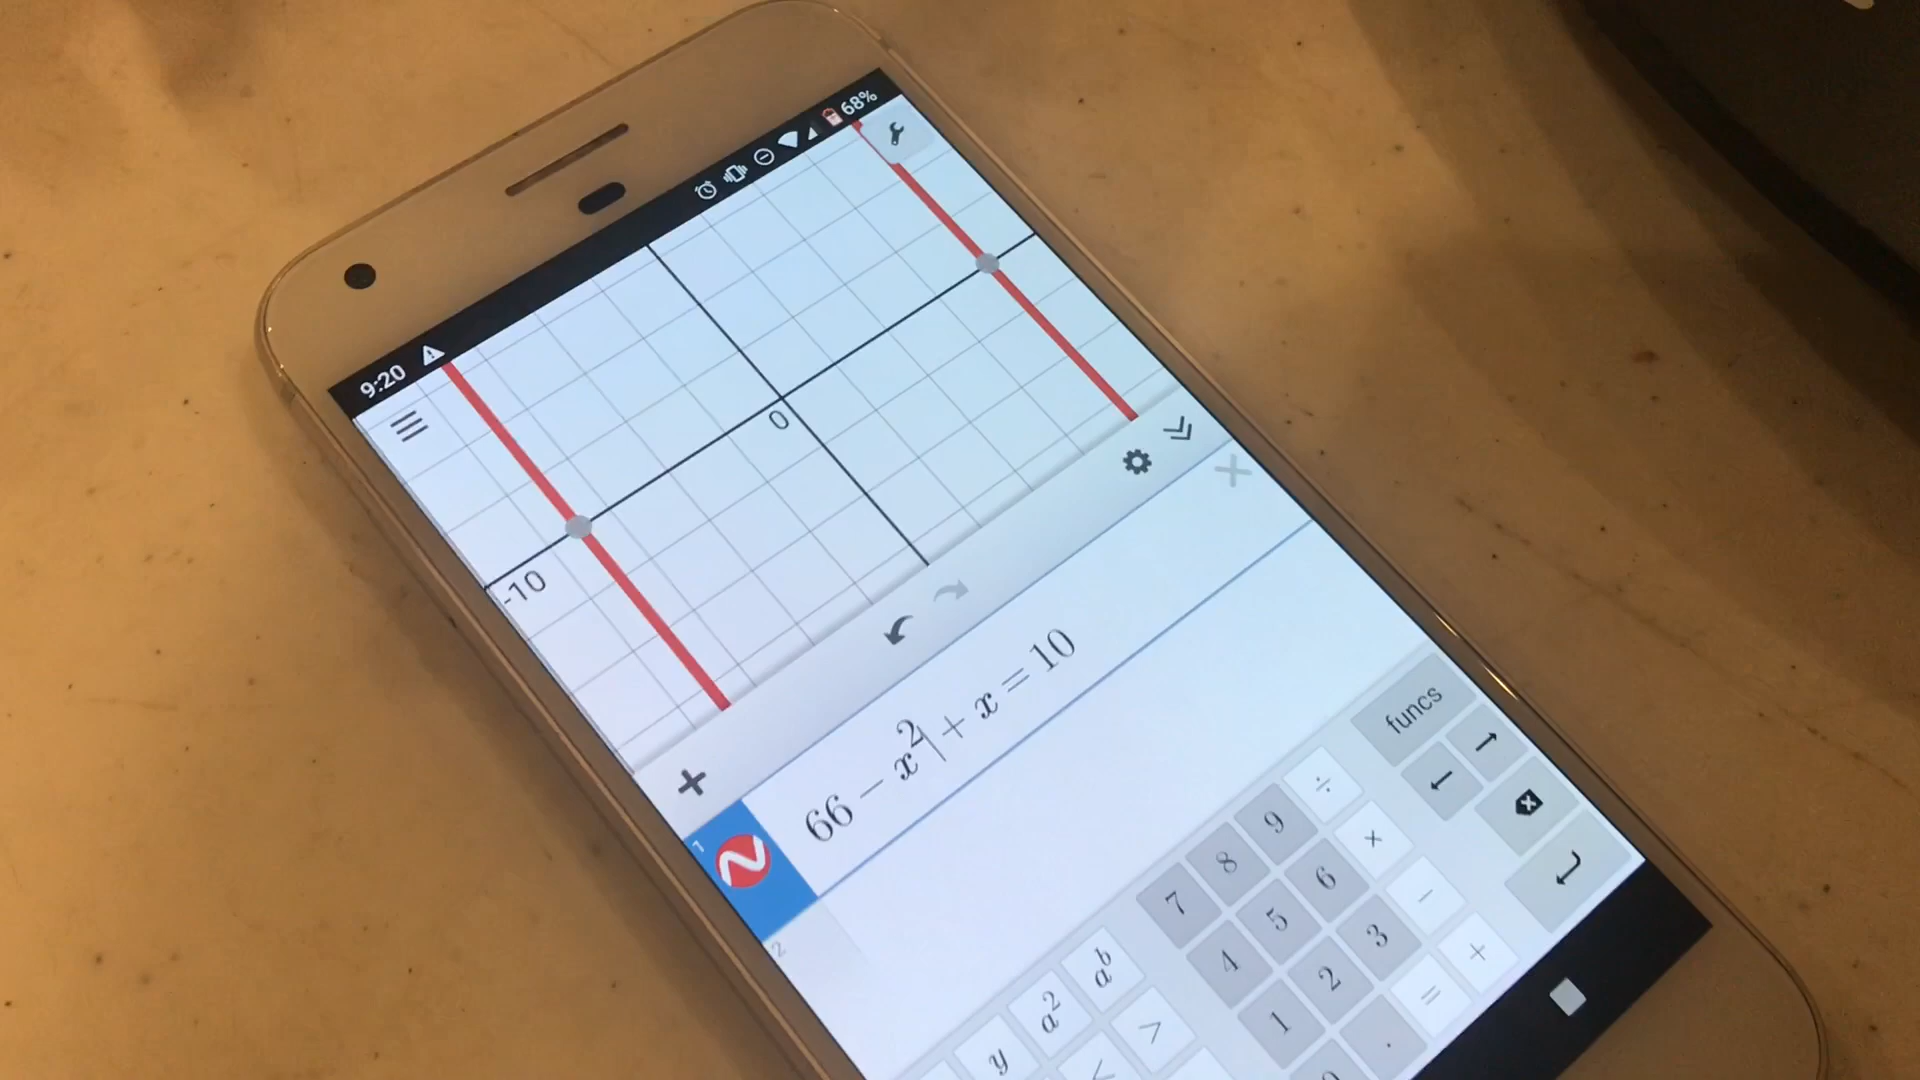 9:20 68%
0
-10
1
66 − x² + x = 10
2
funcs
7 8 9 ÷
4 5 6 ×
1 2 3 −
. = +
a² aᵇ
y < >